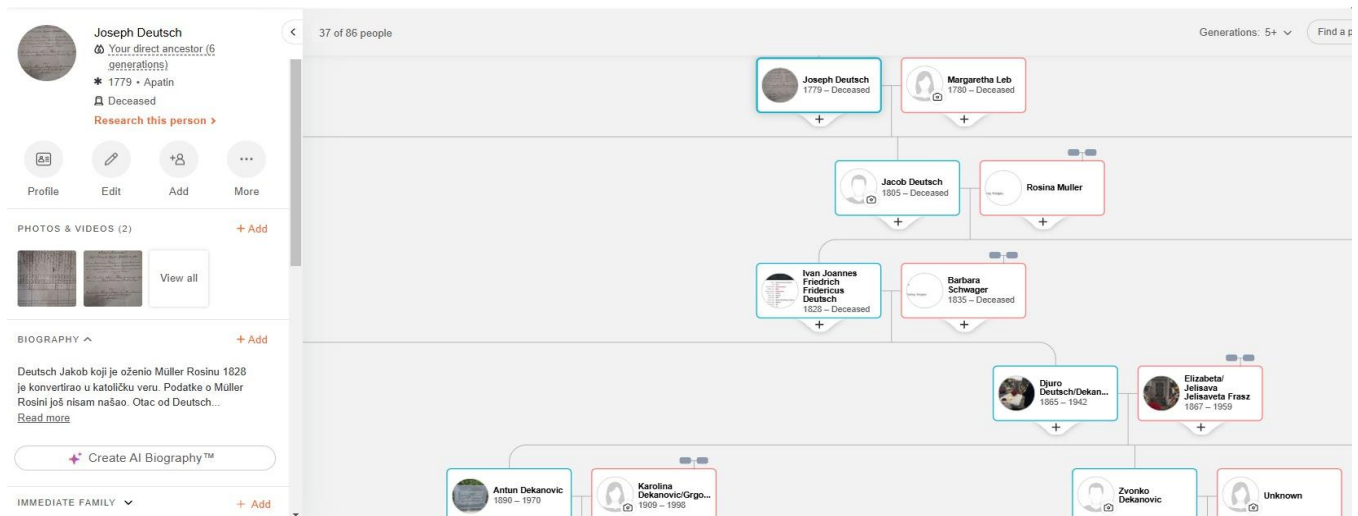 Joseph Deutsch
Your direct ancestor (6
generations)
1779 • Apatin
Deceased
Research this person >
Profile
Edit
Add
More
PHOTOS & VIDEOS (2)
+ Add
View all
BIOGRAPHY
+ Add
Deutsch Jakob koji je oženio Müller Rosinu 1828
je konvertirao u katoličku veru. Podatke o Müller
Rosini još nisam našao. Otac od Deutsch...
Read more
Create AI Biography™
IMMEDIATE FAMILY
+ Add
37 of 86 people
Generations: 5+
Find a p
Joseph Deutsch
1779 – Deceased
Margaretha Leb
1780 – Deceased
Jacob Deutsch
1805 – Deceased
Rosina Muller
Ivan Joannes
Friedrich
Fridericus
Deutsch
1828 – Deceased
Barbara
Schwager
1835 – Deceased
Djuro
Deutsch/Dekan...
1865 – 1942
Elizabeta/
Jelisava
Jelisaveta Frasz
1867 – 1959
Antun Dekanovic
1890 – 1970
Karolina
Dekanovic/Grgo...
1909 – 1998
Zvonko
Dekanovic
Unknown